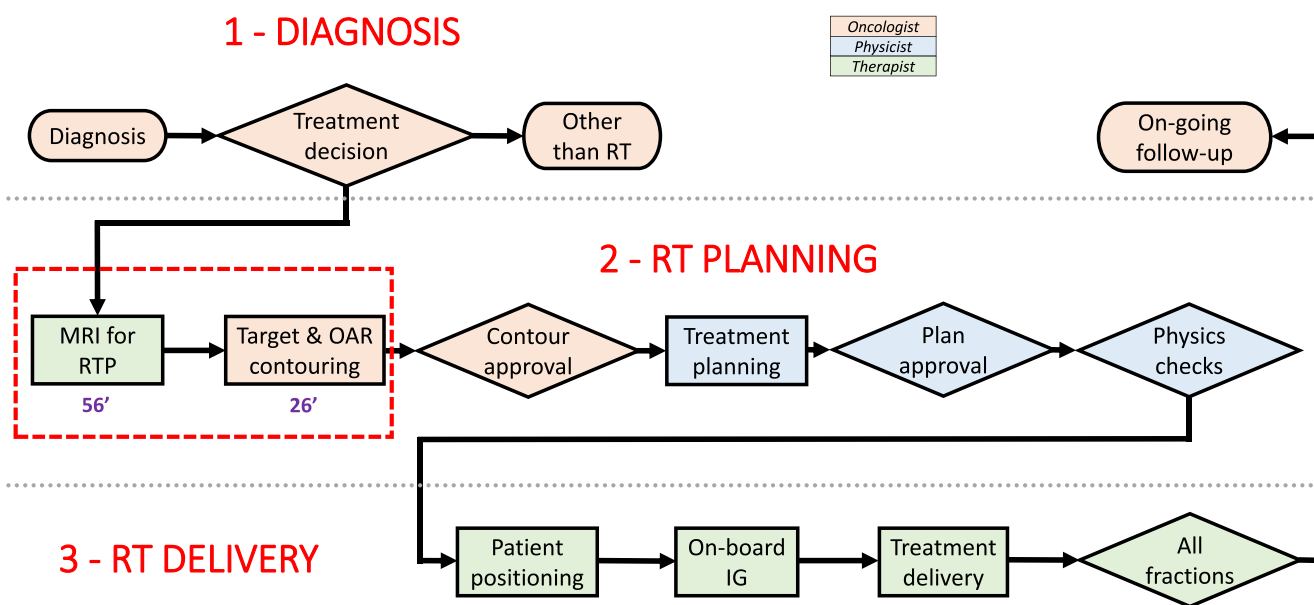 1 - DIAGNOSIS
Oncologist
Physicist
Therapist
Diagnosis
Treatment
decision
Other
than RT
On-going
follow-up
2 - RT PLANNING
MRI for
RTP
56’
Target & OAR
contouring
26’
Contour
approval
Treatment
planning
Plan
approval
Physics
checks
3 - RT DELIVERY
Patient
positioning
On-board
IG
Treatment
delivery
All
fractions